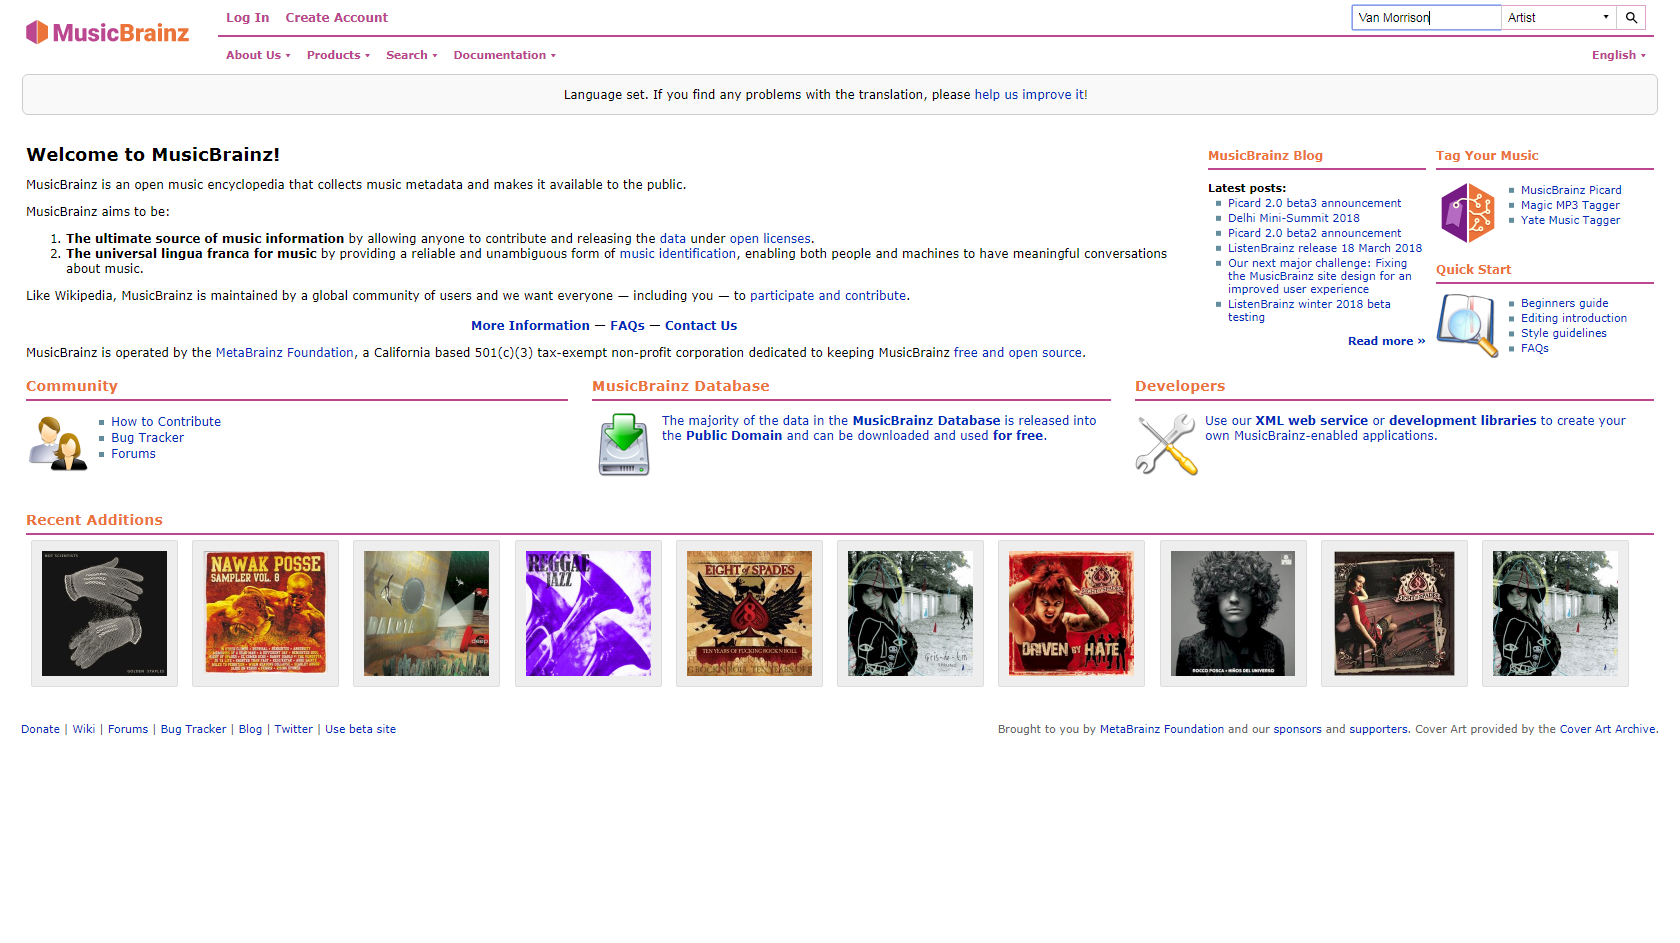 MusicBrainz
Log In Create Account
Van Morrison Artist
About Us Products Search Documentation English
Language set. If you find any problems with the translation, please help us improve it!
Welcome to MusicBrainz!
MusicBrainz is an open music encyclopedia that collects music metadata and makes it available to the public.
MusicBrainz aims to be:
1. The ultimate source of music information by allowing anyone to contribute and releasing the data under open licenses.
2. The universal lingua franca for music by providing a reliable and unambiguous form of music identification, enabling both people and machines to have meaningful conversations
about music.
Like Wikipedia, MusicBrainz is maintained by a global community of users and we want everyone — including you — to participate and contribute.
More Information — FAQs — Contact Us
MusicBrainz is operated by the MetaBrainz Foundation, a California based 501(c)(3) tax-exempt non-profit corporation dedicated to keeping MusicBrainz free and open source.
MusicBrainz Blog
Latest posts:
Picard 2.0 beta3 announcement
Delhi Mini-Summit 2018
Picard 2.0 beta2 announcement
ListenBrainz release 18 March 2018
Our next major challenge: Fixing
the MusicBrainz site design for an
improved user experience
ListenBrainz winter 2018 beta
testing
Read more »
Tag Your Music
MusicBrainz Picard
Magic MP3 Tagger
Yate Music Tagger
Quick Start
Beginners guide
Editing introduction
Style guidelines
FAQs
Community
How to Contribute
Bug Tracker
Forums
MusicBrainz Database
The majority of the data in the MusicBrainz Database is released into
the Public Domain and can be downloaded and used for free.
Developers
Use our XML web service or development libraries to create your
own MusicBrainz-enabled applications.
Recent Additions
NOT SCIENTISTS
GOLDEN STAPLES
NAWAK POSSE
SAMPLER VOL. 8
REGGAE
JAZZ
EIGHT of SPADES
TEN YEARS OF FUCKING ROCK N ROLL
DRIVEN BY HATE
ROCCO POSCA • NIÑOS DEL UNIVERSO
Donate | Wiki | Forums | Bug Tracker | Blog | Twitter | Use beta site
Brought to you by MetaBrainz Foundation and our sponsors and supporters. Cover Art provided by the Cover Art Archive.